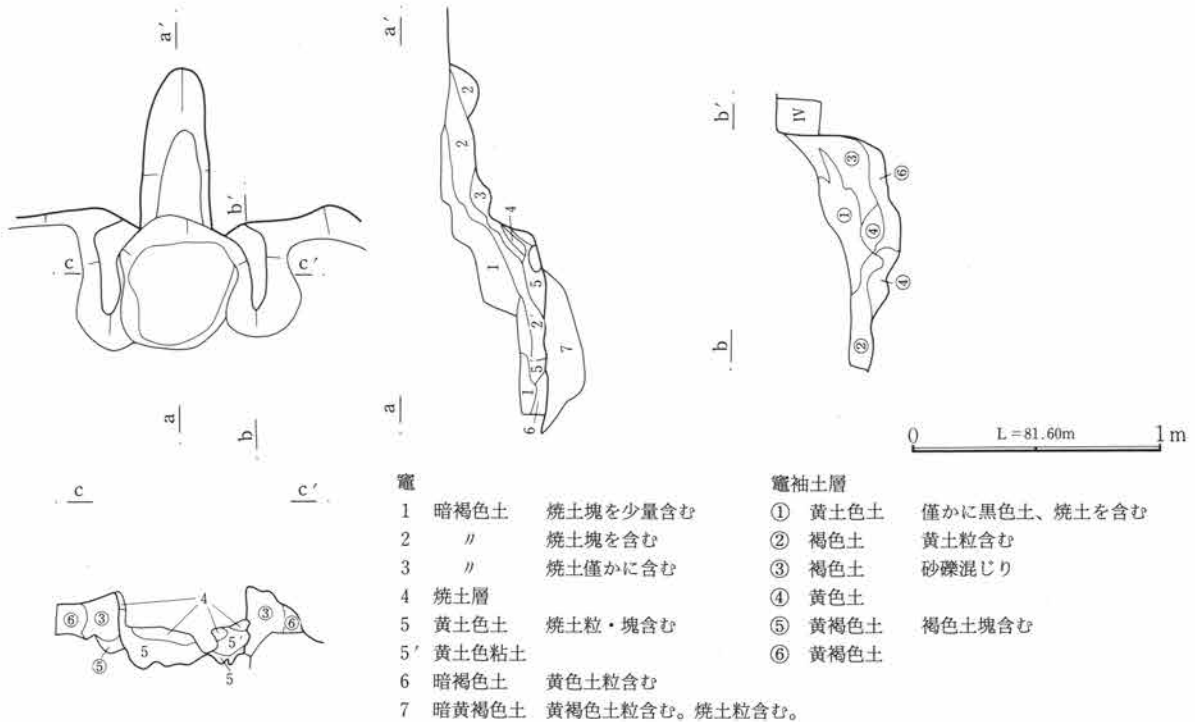 a′
a′
b′
b′
c
c′
a
b
a
b
2
2
3
4
1
5
2′
7
5
1
6
IV
③
⑥
①
④
④
②
0
L=81.60m
1m
c
c′
4
⑥
③
③
⑥
5
5′
⑤
5
竈
1 暗褐色土 焼土塊を少量含む
2 〃 焼土塊を含む
3 〃 焼土僅かに含む
4 焼土層
5 黄土色土 焼土粒・塊含む
5′ 黄土色粘土
6 暗褐色土 黄色土粒含む
7 暗黄褐色土 黄褐色土粒含む。焼土粒含む。
竈袖土層
① 黄土色土 僅かに黒色土、焼土を含む
② 褐色土 黄土粒含む
③ 褐色土 砂礫混じり
④ 黄色土
⑤ 黄褐色土 褐色土塊含む
⑥ 黄褐色土